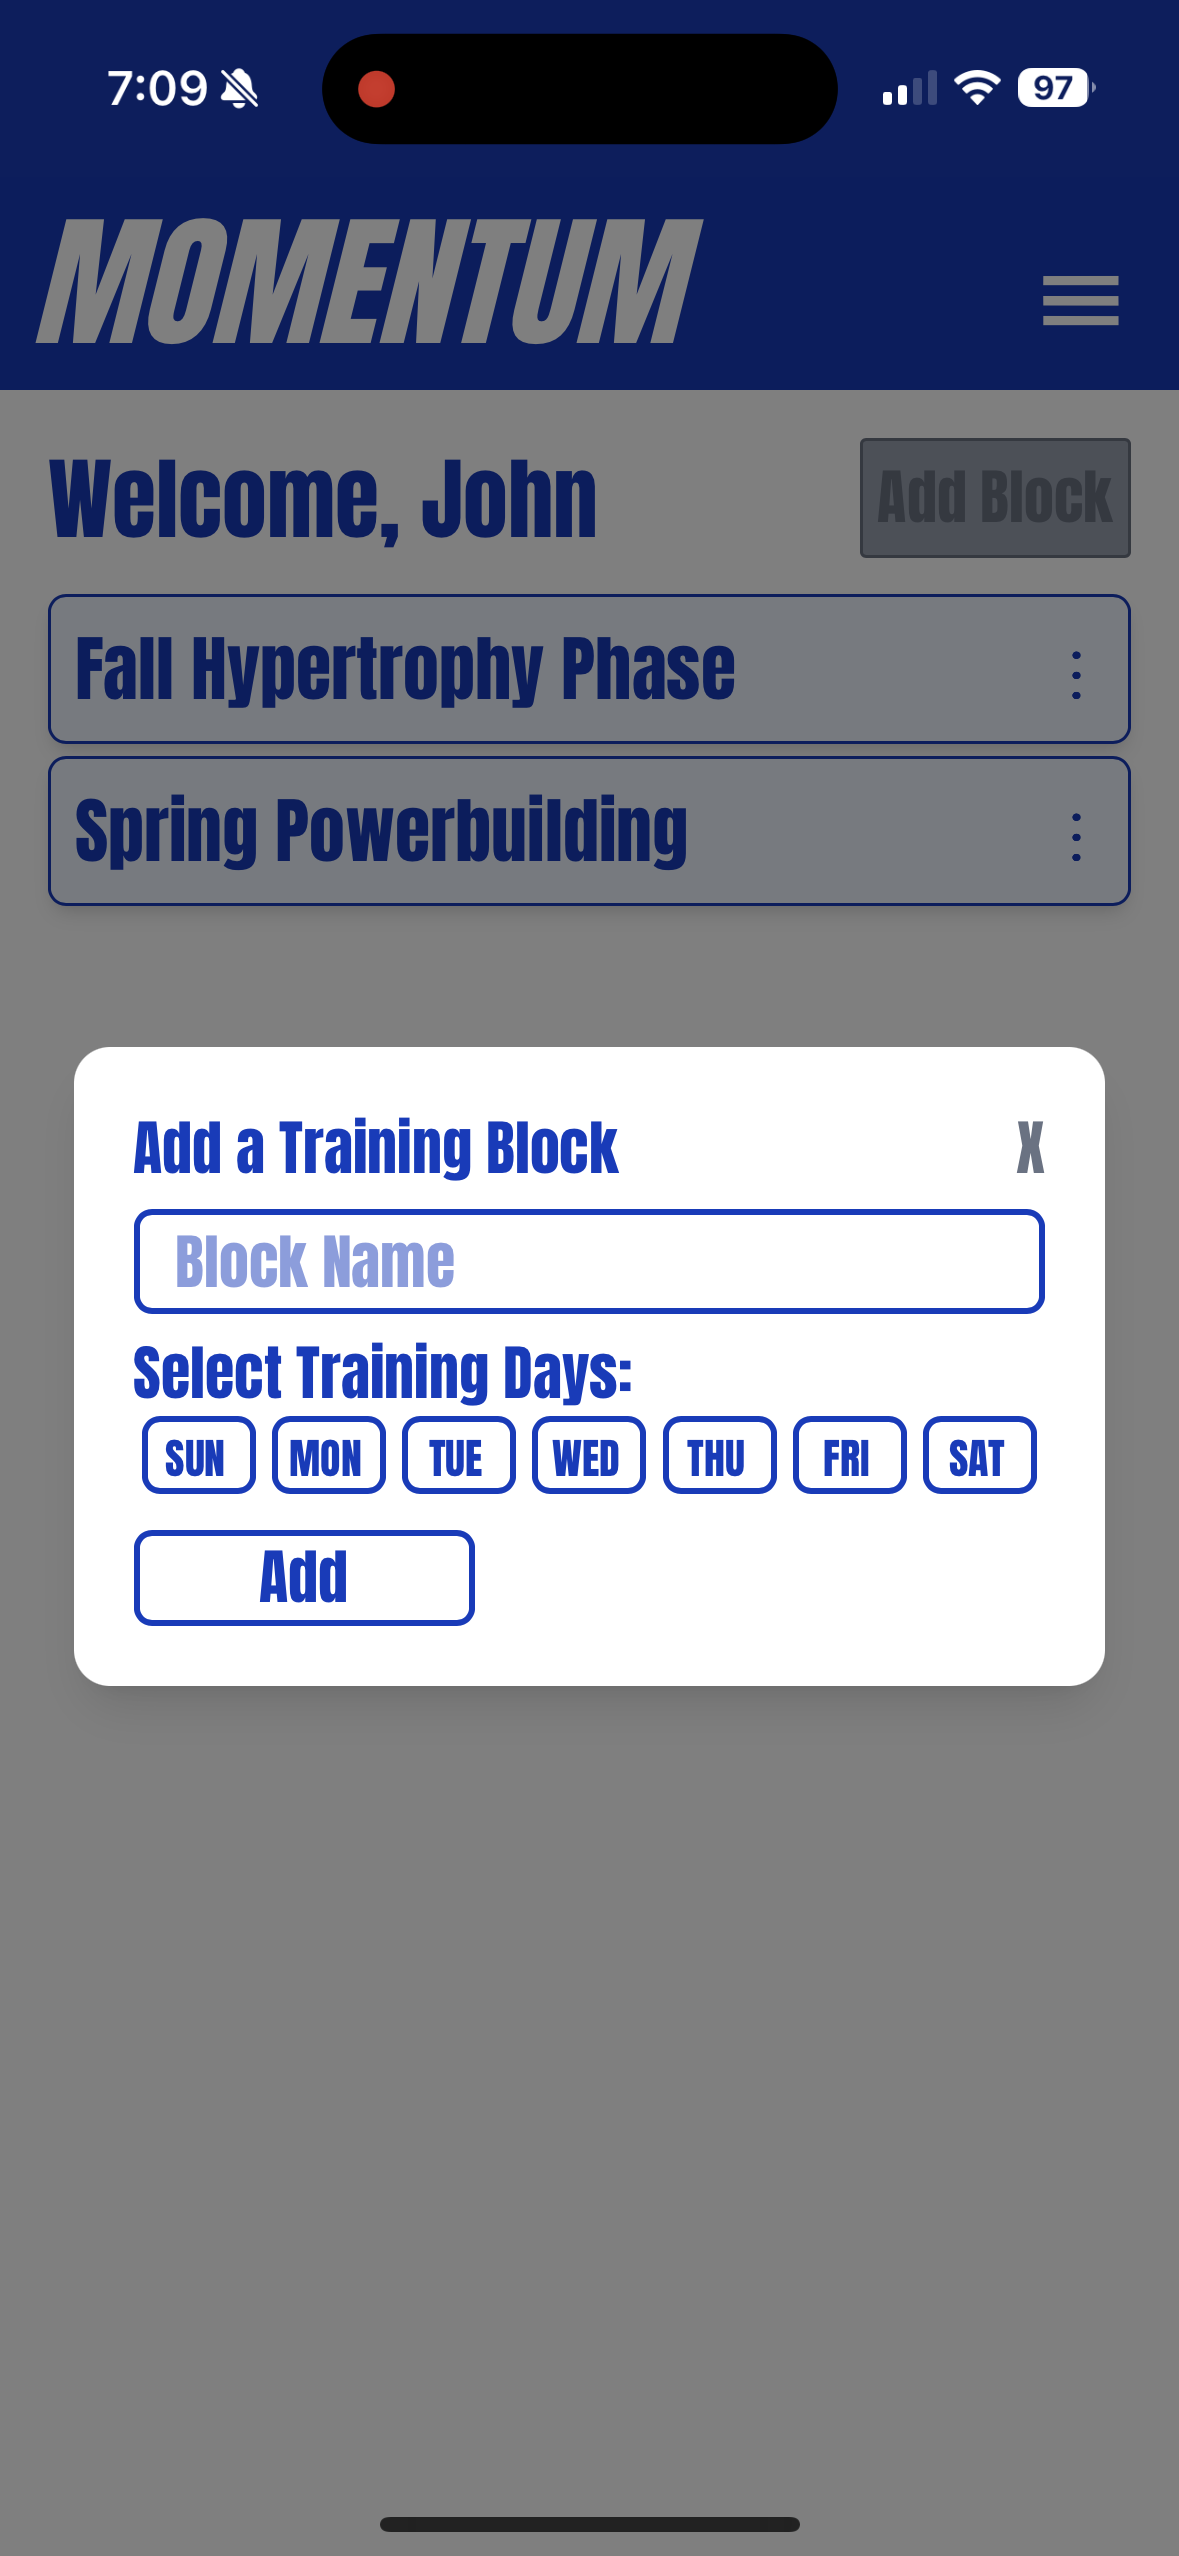 7:09
97
MOMENTUM
Welcome, John
Add Block
Fall Hypertrophy Phase
Spring Powerbuilding
Add a Training Block X
Block Name
Select Training Days:
SUN MON TUE WED THU FRI SAT
Add